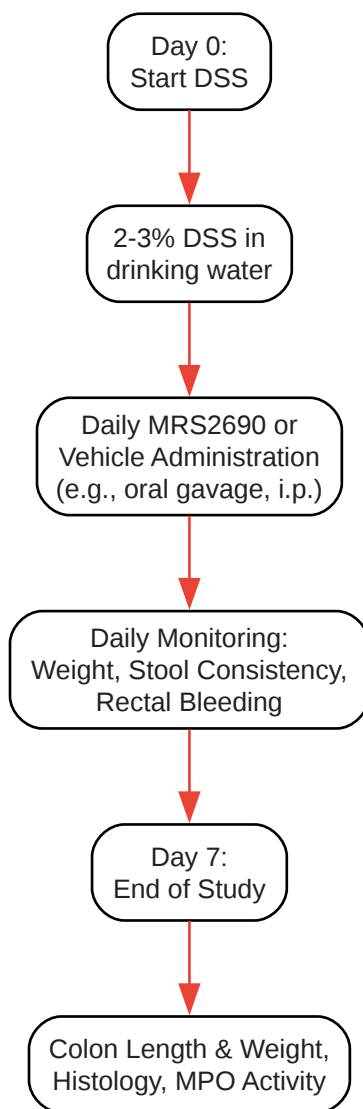 Day 0:
Start DSS
2-3% DSS in
drinking water
Daily MRS2690 or
Vehicle Administration
(e.g., oral gavage, i.p.)
Daily Monitoring:
Weight, Stool Consistency,
Rectal Bleeding
Day 7:
End of Study
Colon Length & Weight,
Histology, MPO Activity